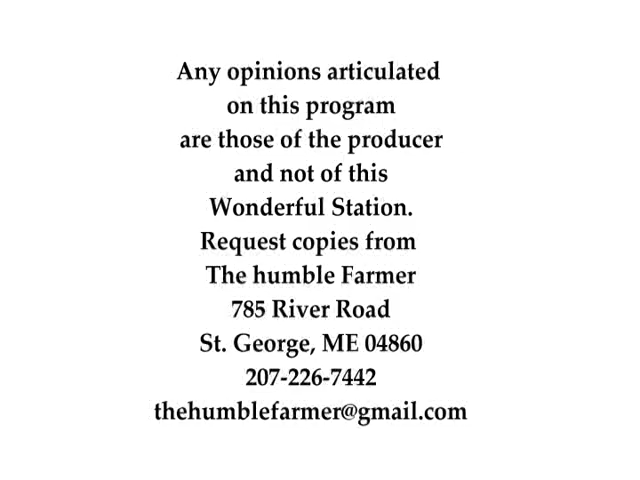 Any opinions articulated
on this program
are those of the producer
and not of this
Wonderful Station.
Request copies from
The humble Farmer
785 River Road
St. George, ME 04860
207-226-7442
thehumblefarmer@gmail.com